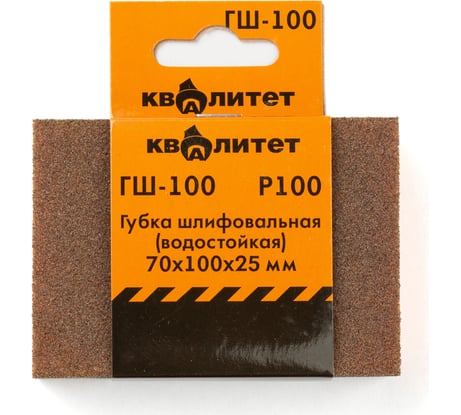 ГШ-100
КВАЛИТЕТ
КВАЛИТЕТ
ГШ-100 Р100
Губка шлифовальная
(водостойкая)
70х100х25 мм